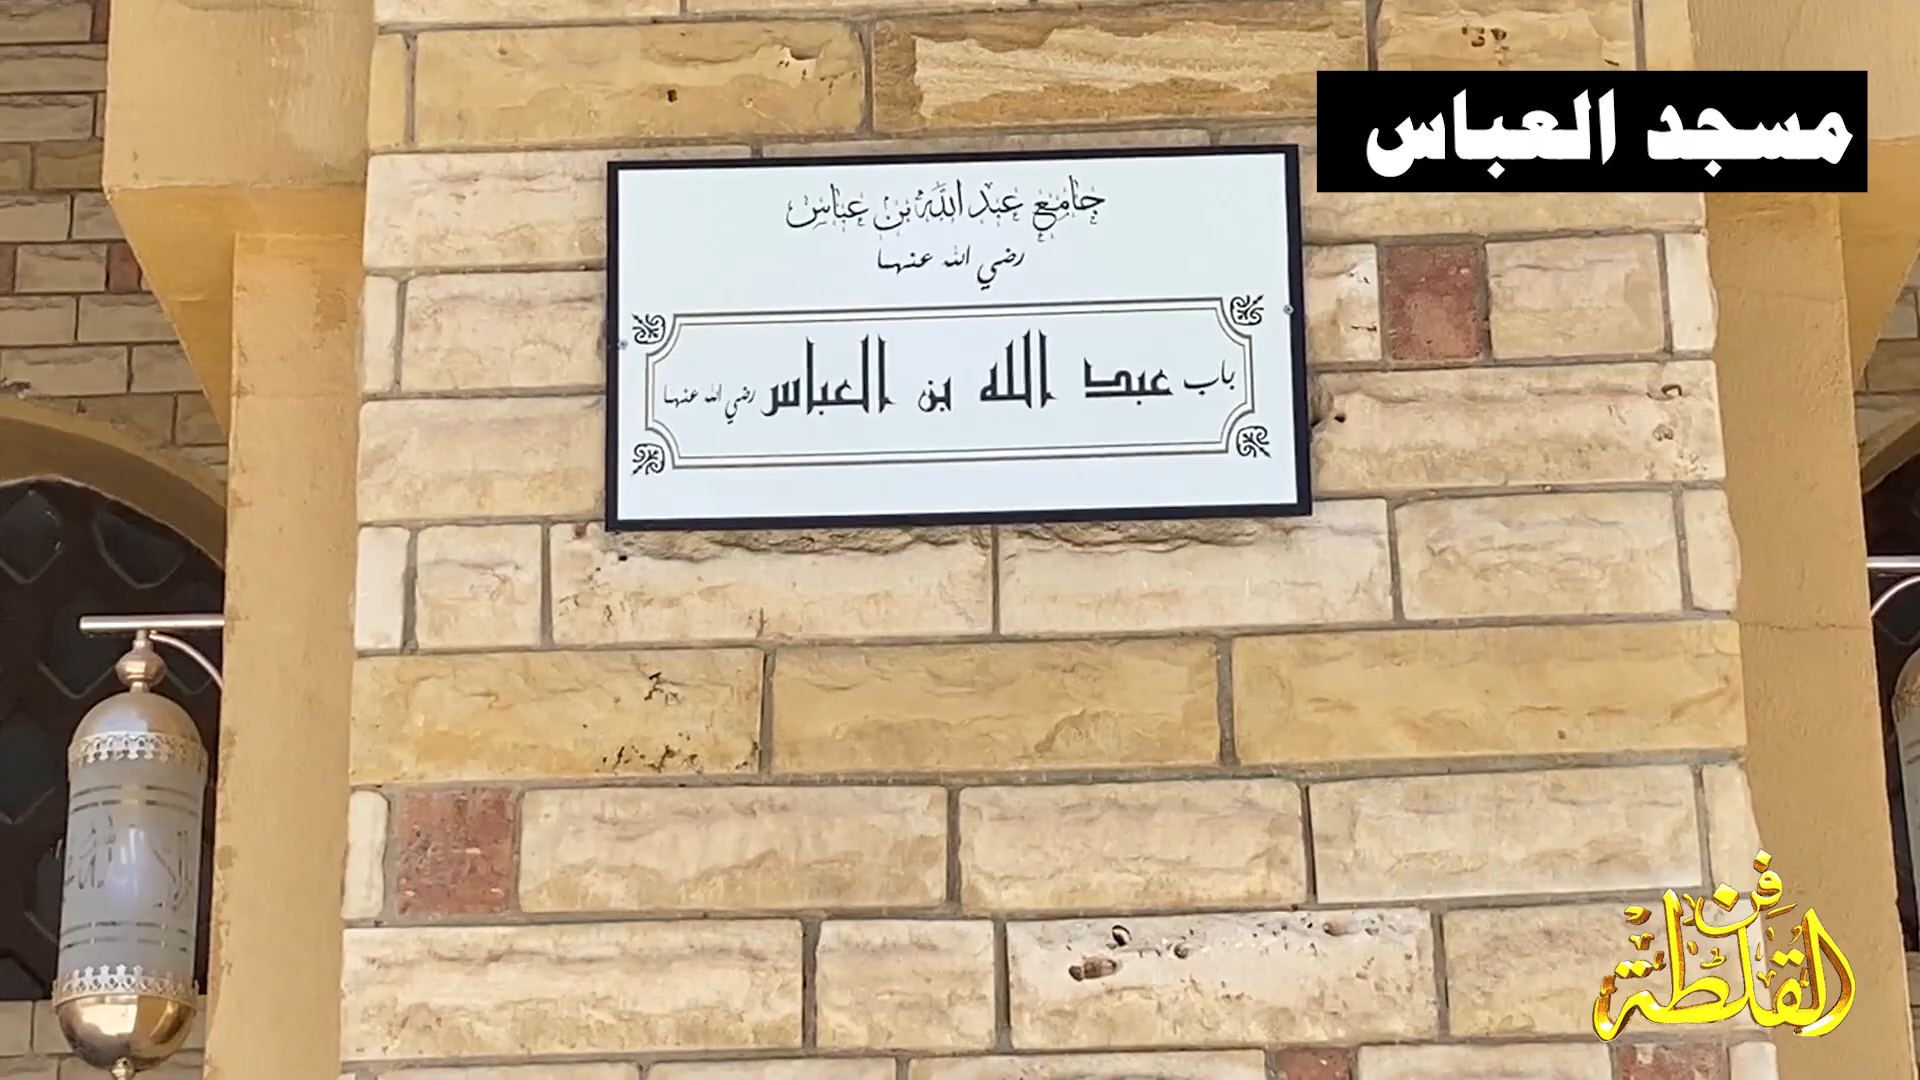 مسجد العباس
جامع عبد الله بن عباس
رضي الله عنهما
باب عبد الله بن العباس رضي الله عنهما
فن
القلطة